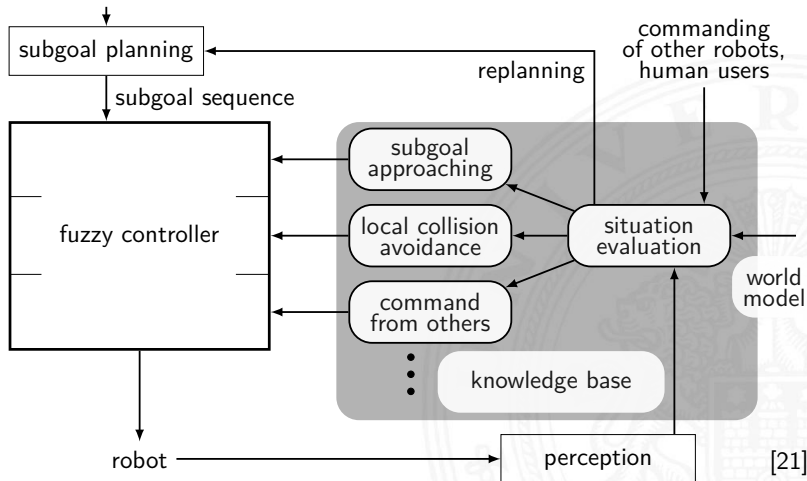 subgoal planning
replanning
commanding
of other robots,
human users
subgoal sequence
subgoal
approaching
fuzzy controller
local collision
avoidance
situation
evaluation
world
model
command
from others
knowledge base
robot
perception
[21]